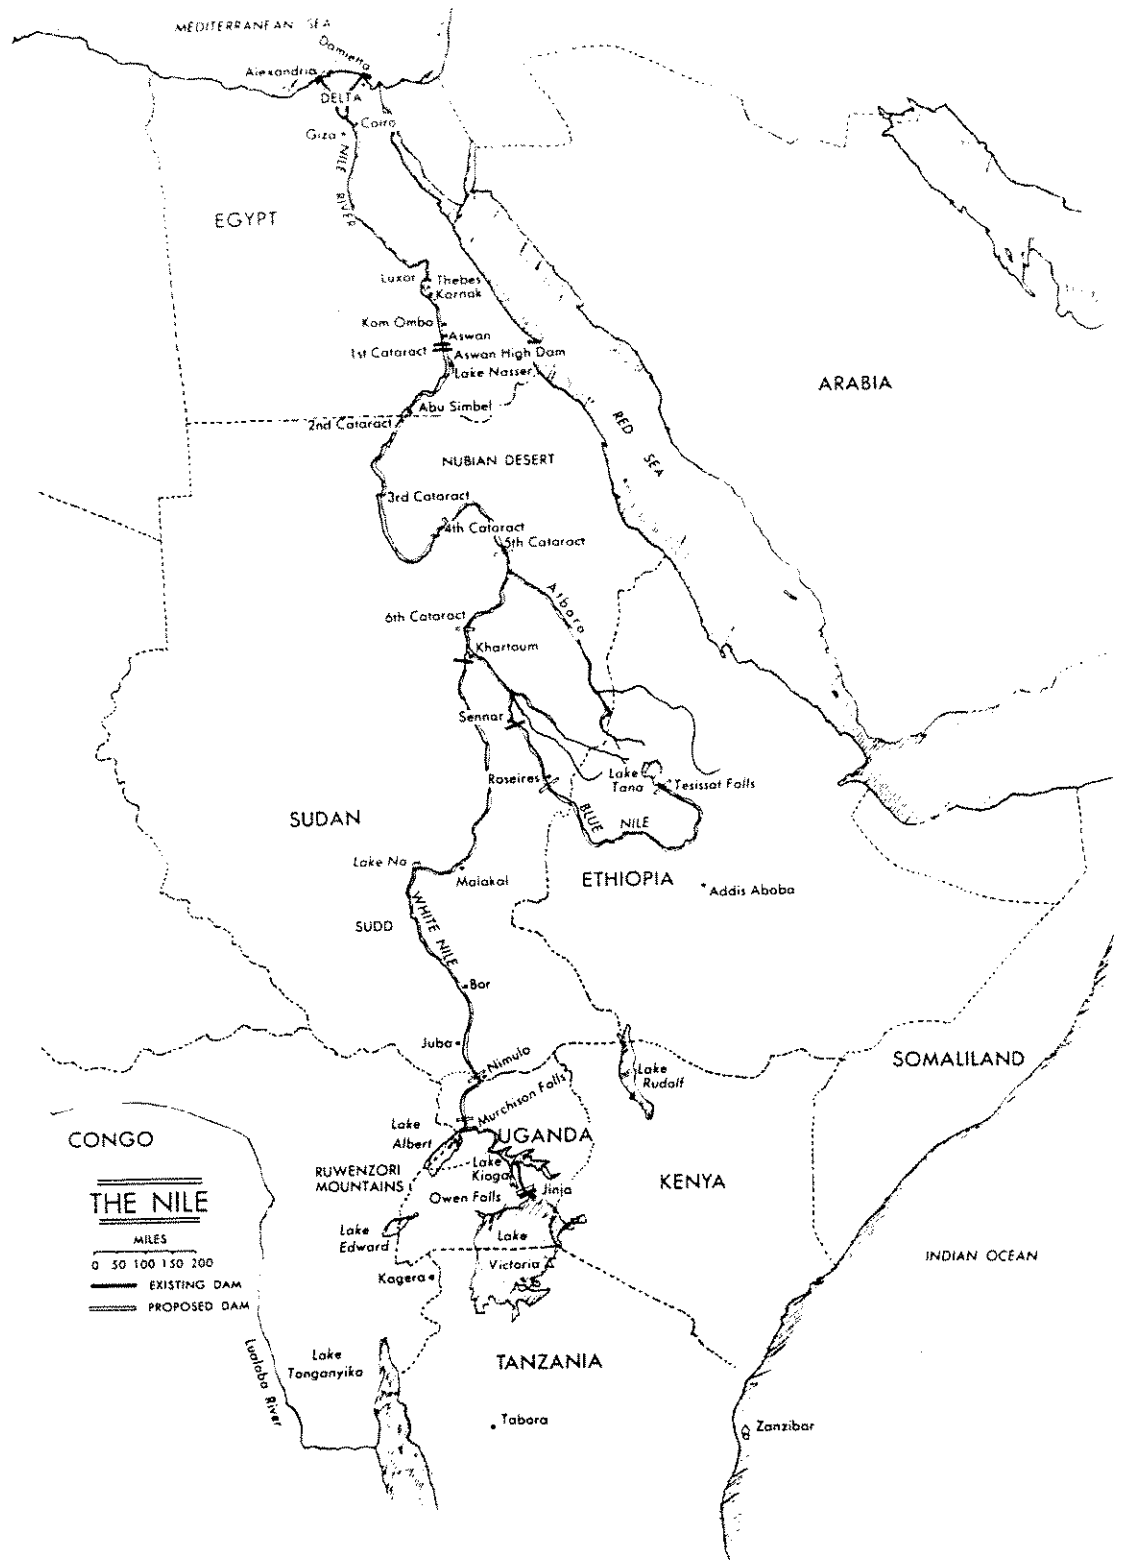 MEDITERRANEAN SEA
Damietta
Alexandria
DELTA
Cairo
Giza
NILE RIVER
EGYPT
Luxor
Thebes
Karnak
Kom Ombo
Aswan
1st Cataract
Aswan High Dam
Lake Nasser
ARABIA
Abu Simbel
2nd Cataract
RED SEA
NUBIAN DESERT
3rd Cataract
4th Cataract
5th Cataract
Atbara
6th Cataract
Khartoum
Sennar
Roseires
Lake
Tana
Tesissat Falls
BLUE NILE
SUDAN
Lake No
Malakal
ETHIOPIA
Addis Ababa
SUDD
WHITE NILE
Bor
Juba
Nimulo
SOMALILAND
Lake
Rudolf
Murchison Falls
Lake
Albert
UGANDA
CONGO
RUWENZORI
MOUNTAINS
Lake
Kioga
KENYA
Owen Falls
Jinja
THE NILE
Lake
Edward
Lake
Victoria
INDIAN OCEAN
MILES
0 50 100 150 200
EXISTING DAM
PROPOSED DAM
Kagera
Lualaba River
Lake
Tanganyika
TANZANIA
Tabora
Zanzibar